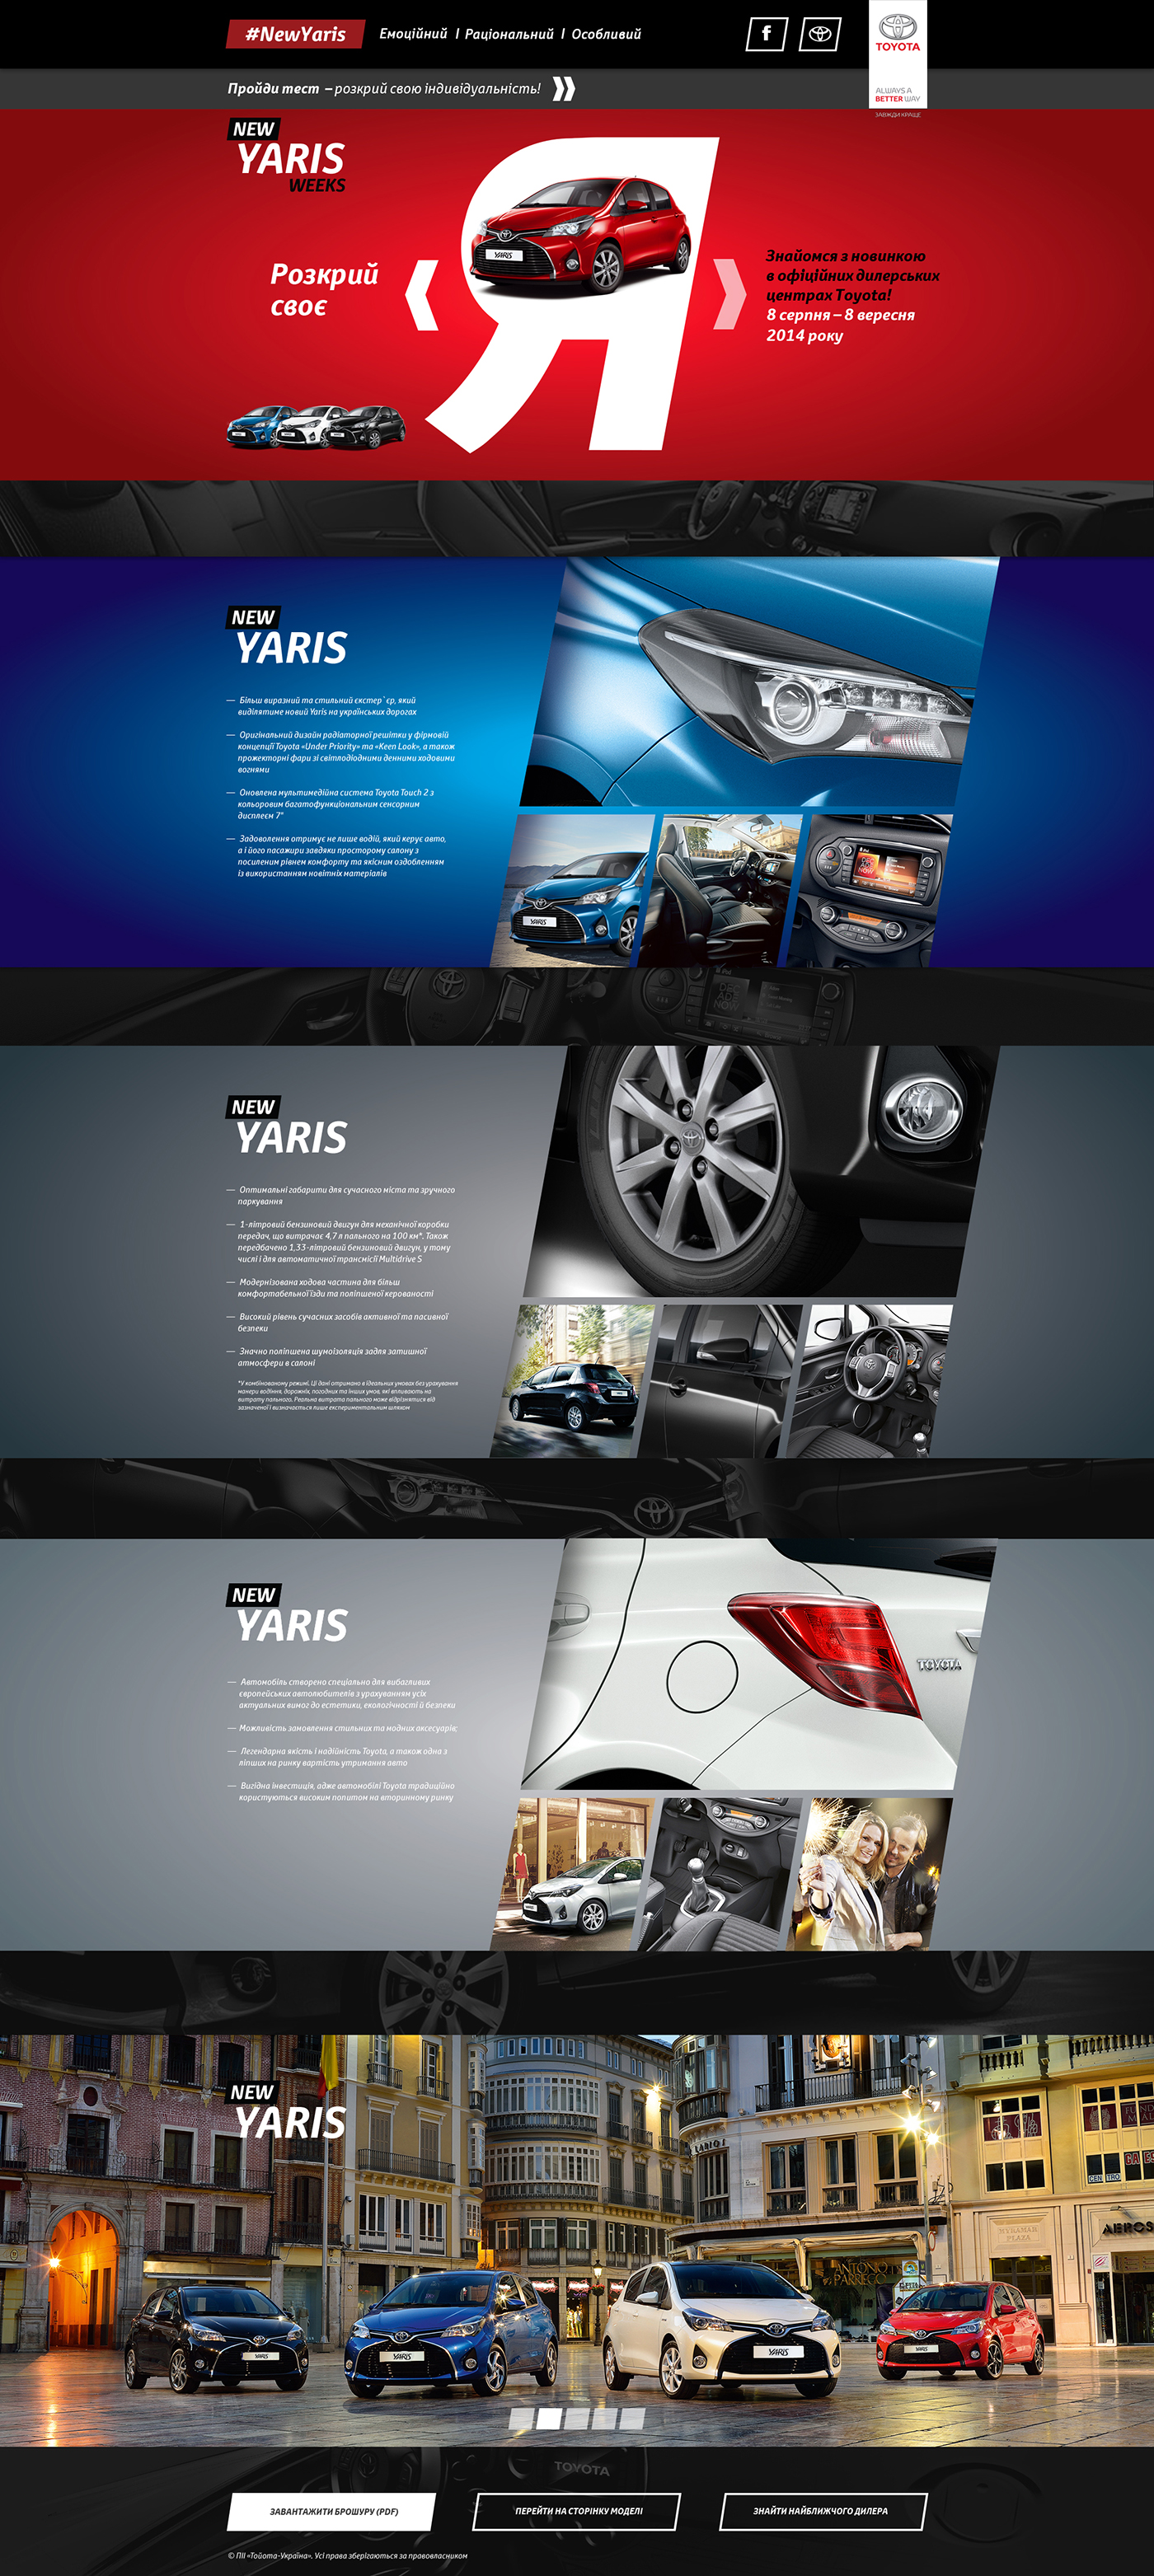 #NewYaris
Емоційний | Раціональний | Особливий
f
TOYOTA
ALWAYS A
BETTER WAY
ЗАВЖДИ КРАЩЕ
Пройди тест – розкрий свою індивідуальність!
NEW
YARIS
WEEKS
Розкрий
своє
Я
YARIS
Знайомся з новинкою
в офіційних дилерських
центрах Toyota!
8 серпня – 8 вересня
2014 року
NEW
YARIS
— Більш виразний та стильний екстер`єр, який
виділятиме новий Yaris на українських дорогах
— Оригінальний дизайн радіаторної решітки у фірмовій
концепції Toyota «Under Priority» та «Keen Look», а також
прожекторні фари зі світлодіодними денними ходовими
вогнями
— Оновлена мультимедійна система Toyota Touch 2 з
кольоровим багатофункціональним сенсорним
дисплеєм 7"
— Задоволення отримує не лише водій, який керує авто,
а і його пасажири завдяки просторому салону з
посиленим рівнем комфорту та якісним оздобленням
із використанням новітніх матеріалів
YARIS
NEW
YARIS
— Оптимальні габарити для сучасного міста та зручного
паркування
— 1-літровий бензиновий двигун для механічної коробки
передач, що витрачає 4,7 л пального на 100 км*. Також
передбачено 1,33-літровий бензиновий двигун, у тому
числі і для автоматичної трансмісії Multidrive S
— Модернізована ходова частина для більш
комфортабельної їзди та поліпшеної керованості
— Високий рівень сучасних засобів активної та пасивної
безпеки
— Значно поліпшена шумоізоляція задля затишної
атмосфери в салоні
*У комбінованому режимі. Ці дані отримано в ідеальних умовах без урахування
манери водіння, дорожніх, погодних та інших умов, які впливають на
витрату пального. Реальна витрата пального може відрізнятися від
зазначеної і визначається лише експериментальним шляхом
NEW
YARIS
— Автомобіль створено спеціально для вибагливих
європейських автолюбителів з урахуванням усіх
актуальних вимог до естетики, екологічності й безпеки
— Можливість замовлення стильних та модних аксесуарів
— Легендарна якість і надійність Toyota, а також одна з
ліпших на ринку вартість утримання авто
— Вигідна інвестиція, адже автомобілі Toyota традиційно
користуються високим попитом на вторинному ринку
TOYOTA
NEW
YARIS
YARIS
YARIS
YARIS
YARIS
TOYOTA
ЗАВАНТАЖИТИ БРОШУРУ (PDF)
ПЕРЕЙТИ НА СТОРІНКУ МОДЕЛІ
ЗНАЙТИ НАЙБЛИЖЧОГО ДИЛЕРА
© ПІІ «Тойота-Україна». Усі права зберігаються за правовласником